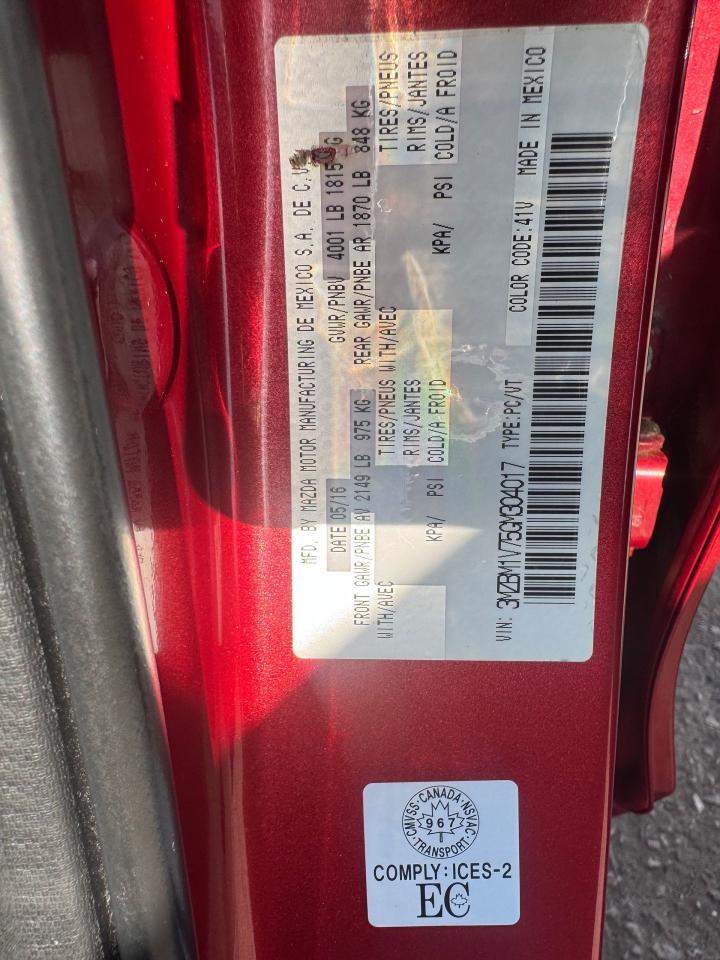 MFD. BY MAZDA MOTOR MANUFACTURING DE MEXICO S.A. DE C.V.
DATE 05/16 GVWR/PNBV 4001 LB 1815 KG
FRONT GAWR/PNBE AV 2149 LB 975 KG REAR GAWR/PNBE AR 1870 LB 848 KG
WITH/AVEC TIRES/PNEUS WITH/AVEC TIRES/PNEUS
RIMS/JANTES RIMS/JANTES
KPA/ PSI COLD/A FROID KPA/ PSI COLD/A FROID
COLOR CODE:41V MADE IN MEXICO
VIN: 3MZBM1V75GM304017 TYPE:PC/VT
CMVSS·CANADA·NSVAC
967
·TRANSPORT·
COMPLY:ICES-2
EC